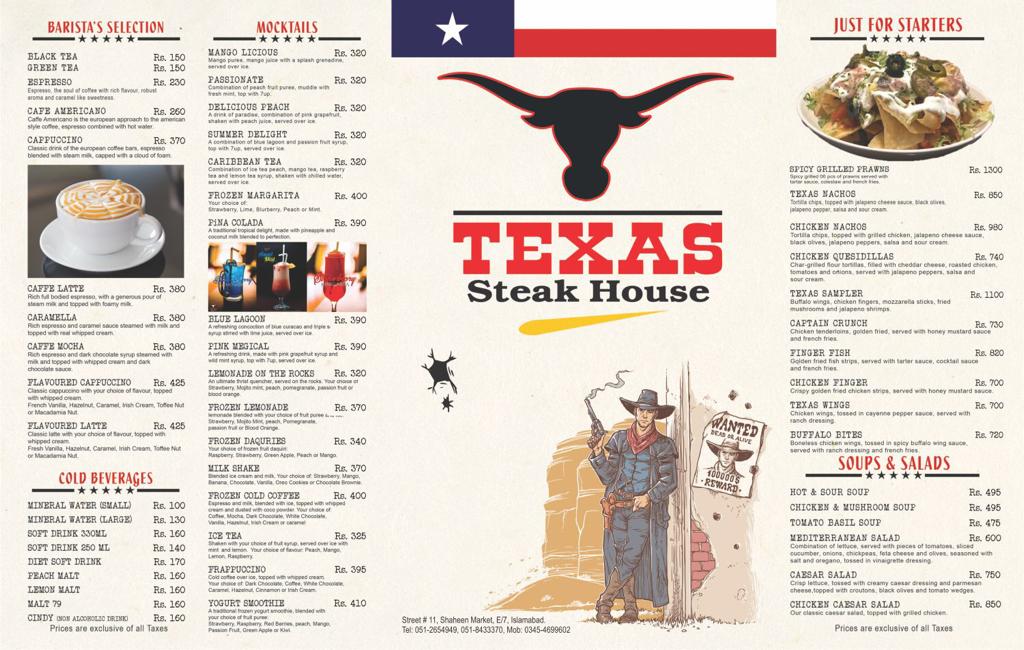 BARISTA'S SELECTION
BLACK TEA Rs. 150
GREEN TEA Rs. 150
ESPRESSO Rs. 230
Espresso, the soul of coffee with rich flavour, robust
aroma and caramel like sweetness.
CAFE AMERICANO Rs. 260
Caffe Americano is the european approach to the american
style coffee, espresso combined with hot water.
CAPPUCCINO Rs. 370
Classic drink of the european coffee bars, espresso
blended with steam milk, capped with a cloud of foam.
CAFFE LATTE Rs. 380
Rich full bodied espresso, with a generous pour of
steam milk and topped with foamy milk.
CARAMELLA Rs. 380
Rich espresso and caramel sauce steamed with milk and
topped with real whipped cream.
CAFFE MOCHA Rs. 380
Rich espresso and dark chocolate syrup steamed with
milk and topped with whipped cream and dark
chocolate sauce.
FLAVOURED CAPPUCCINO Rs. 425
Classic cappuccino with your choice of flavour, topped
with whipped cream.
French Vanilla, Hazelnut, Caramel, Irish Cream, Toffee Nut
or Macadamia Nut.
FLAVOURED LATTE Rs. 425
Classic latte with your choice of flavour, topped with
whipped cream.
Fresh Vanilla, Hazelnut, Caramel, Irish Cream, Toffee Nut
or Macadamia Nut.
COLD BEVERAGES
MINERAL WATER (SMALL) Rs. 100
MINERAL WATER (LARGE) Rs. 130
SOFT DRINK 330ML Rs. 160
SOFT DRINK 250 ML Rs. 140
DIET SOFT DRINK Rs. 170
PEACH MALT Rs. 160
LEMON MALT Rs. 160
MALT 79 Rs. 160
CINDY (NON ALCOHOLIC DRINK) Rs. 160
Prices are exclusive of all Taxes
MOCKTAILS
MANGO LICIOUS Rs. 320
Mango puree, mango juice with a splash grenadine,
served over ice.
PASSIONATE Rs. 320
Combination of peach fruit puree, muddle with
fresh mint, top with 7up.
DELICIOUS PEACH Rs. 320
A drink of paradise, combination of pink grapefruit,
shaken with peach juice, served over ice.
SUMMER DELIGHT Rs. 320
A combination of blue lagoon and passion fruit syrup,
top with 7up, served over ice.
CARIBBEAN TEA Rs. 320
Combination of ice tea peach, mango tea, raspberry
tea and lemon tea syrup, shaken with chilled water,
served over ice.
FROZEN MARGARITA Rs. 400
Your choice of:
Strawberry, Lime, Blurberry, Peach or Mint.
PiNA COLADA Rs. 390
A traditional tropical delight, made with pineapple and
coconut milk blended to perfection.
BLUE LAGOON Rs. 390
A refreshing concoction of blue curacao and triple s
syrup stirred with lime juice, served over ice.
PINK MEGICAL Rs. 390
A refreshing drink, made with pink grapefruit syrup and
wild mint syrup, top with 7up, served over ice.
LEMONADE ON THE ROCKS Rs. 320
An ultimate thrist quencher, served on the rocks. Your choice of
Strawberry, Mojito mint, peach, pomegranate, passion fruit or
blood orange.
FROZEN LEMONADE Rs. 370
lemonade blended with your choice of fruit puree
Strawberry, Mojito Mint, peach, Pomegranate,
passion fruit or Blood Orange.
FROZEN DAQURIES Rs. 340
Your choice of frozen fruit daquiri:
Raspberry, Strawberry, Green Apple, Peach or Mango.
MILK SHAKE Rs. 370
Blended ice cream and milk. Your choice of: Strawberry, Mango,
Banana, Chocolate, Vanilla, Oreo Cookies or Chocolate Brownie.
FROZEN COLD COFFEE Rs. 400
Espresso and milk, blended with ice, topped with whipped
cream and dusted with coco powder. Your choice of:
Coffee, Mocha, Dark Chocolate, White Chocolate,
Vanilla, Hazelnut, Irish Cream or caramel
ICE TEA Rs. 325
Shaken with your choice of fruit syrup, served over ice with
mint and lemon. Your choice of flavour: Peach, Mango,
Lemon, Raspberry.
FRAPPUCCINO Rs. 395
Cold coffee over ice, topped with whipped cream.
Your choice of: Dark Chocolate, Coffee, White Chocolate,
Caramel, Hazelnut, Cinnamon or Irish Cream.
YOGURT SMOOTHIE Rs. 410
A traditional frozen yogurt smoothie, blended with
your choice of fruit puree:
Strawberry, Raspberry, Red Berries, peach, Mango,
Passion Fruit, Green Apple or Kiwi.
TEXAS
Steak House
WANTED
DEAD OR ALIVE
100000$
REWARD
Street # 11, Shaheen Market, E/7, Islamabad.
Tel: 051-2654949, 051-8433370, Mob: 0345-4699602
JUST FOR STARTERS
SPICY GRILLED PRAWNS Rs. 1300
Spicy grilled 06 pcs of prawns served with
tartar sauce, coleslaw and french fries.
TEXAS NACHOS Rs. 850
Tortilla chips, topped with jalapeno cheese sauce, black olives,
jalapeno pepper, salsa and sour cream.
CHICKEN NACHOS Rs. 980
Tortilla chips, topped with grilled chicken, jalapeno cheese sauce,
black olives, jalapeno peppers, salsa and sour cream.
CHICKEN QUESIDILLAS Rs. 740
Char-grilled flour tortillas, filled with cheddar cheese, roasted chicken,
tomatoes and onions, served with jalapeno peppers, salsa and
sour cream.
TEXAS SAMPLER Rs. 1100
Buffalo wings, chicken fingers, mozzarella sticks, fried
mushrooms and jalapeno shrimps.
CAPTAIN CRUNCH Rs. 730
Chicken tenderloins, golden fried, served with honey mustard sauce
and french fries.
FINGER FISH Rs. 820
Golden fried fish strips, served with tarter sauce, cocktail sauce
and french fries.
CHICKEN FINGER Rs. 700
Crispy golden fried chicken strips, served with honey mustard sauce.
TEXAS WINGS Rs. 700
Chicken wings, tossed in cayenne pepper sauce, served with
ranch dressing.
BUFFALO BITES Rs. 720
Boneless chicken wings, tossed in spicy buffalo wing sauce,
served with ranch dressing and french fries.
SOUPS & SALADS
HOT & SOUR SOUP Rs. 495
CHICKEN & MUSHROOM SOUP Rs. 495
TOMATO BASIL SOUP Rs. 475
MEDITERRANEAN SALAD Rs. 600
Combination of lettuce, served with pieces of tomatoes, sliced
cucumber, onions, chickpeas, feta cheese and olives, seasoned with
salt and oregano, tossed in vinaigrette dressing.
CAESAR SALAD Rs. 750
Crisp lettuce, tossed with creamy caesar dressing and parmesan
cheese,topped with croutons, black olives and tomato wedges.
CHICKEN CAESAR SALAD Rs. 850
Our classic caesar salad, topped with grilled chicken.
Prices are exclusive of all Taxes